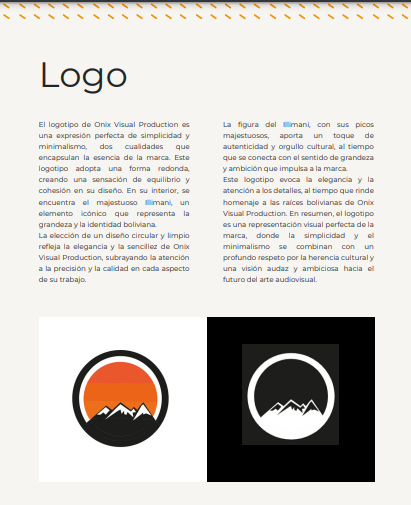 Logo
El logotipo de Onix Visual Production es
una expresión perfecta de simplicidad y
minimalismo, dos cualidades que
encapsulan la esencia de la marca. Este
logotipo adopta una forma redonda,
creando una sensación de equilibrio y
cohesión en su diseño. En su interior, se
encuentra el majestuoso Illimani, un
elemento icónico que representa la
grandeza y la identidad boliviana.
La elección de un diseño circular y limpio
refleja la elegancia y la sencillez de Onix
Visual Production, subrayando la atención
a la precisión y la calidad en cada aspecto
de su trabajo.
La figura del Illimani, con sus picos
majestuosos, aporta un toque de
autenticidad y orgullo cultural, al tiempo
que se conecta con el sentido de grandeza
y ambición que impulsa a la marca.
Este logotipo evoca la elegancia y la
atención a los detalles, al tiempo que rinde
homenaje a las raíces bolivianas de Onix
Visual Production. En resumen, el logotipo
es una representación visual perfecta de la
marca, donde la simplicidad y el
minimalismo se combinan con un
profundo respeto por la herencia cultural y
una visión audaz y ambiciosa hacia el
futuro del arte audiovisual.